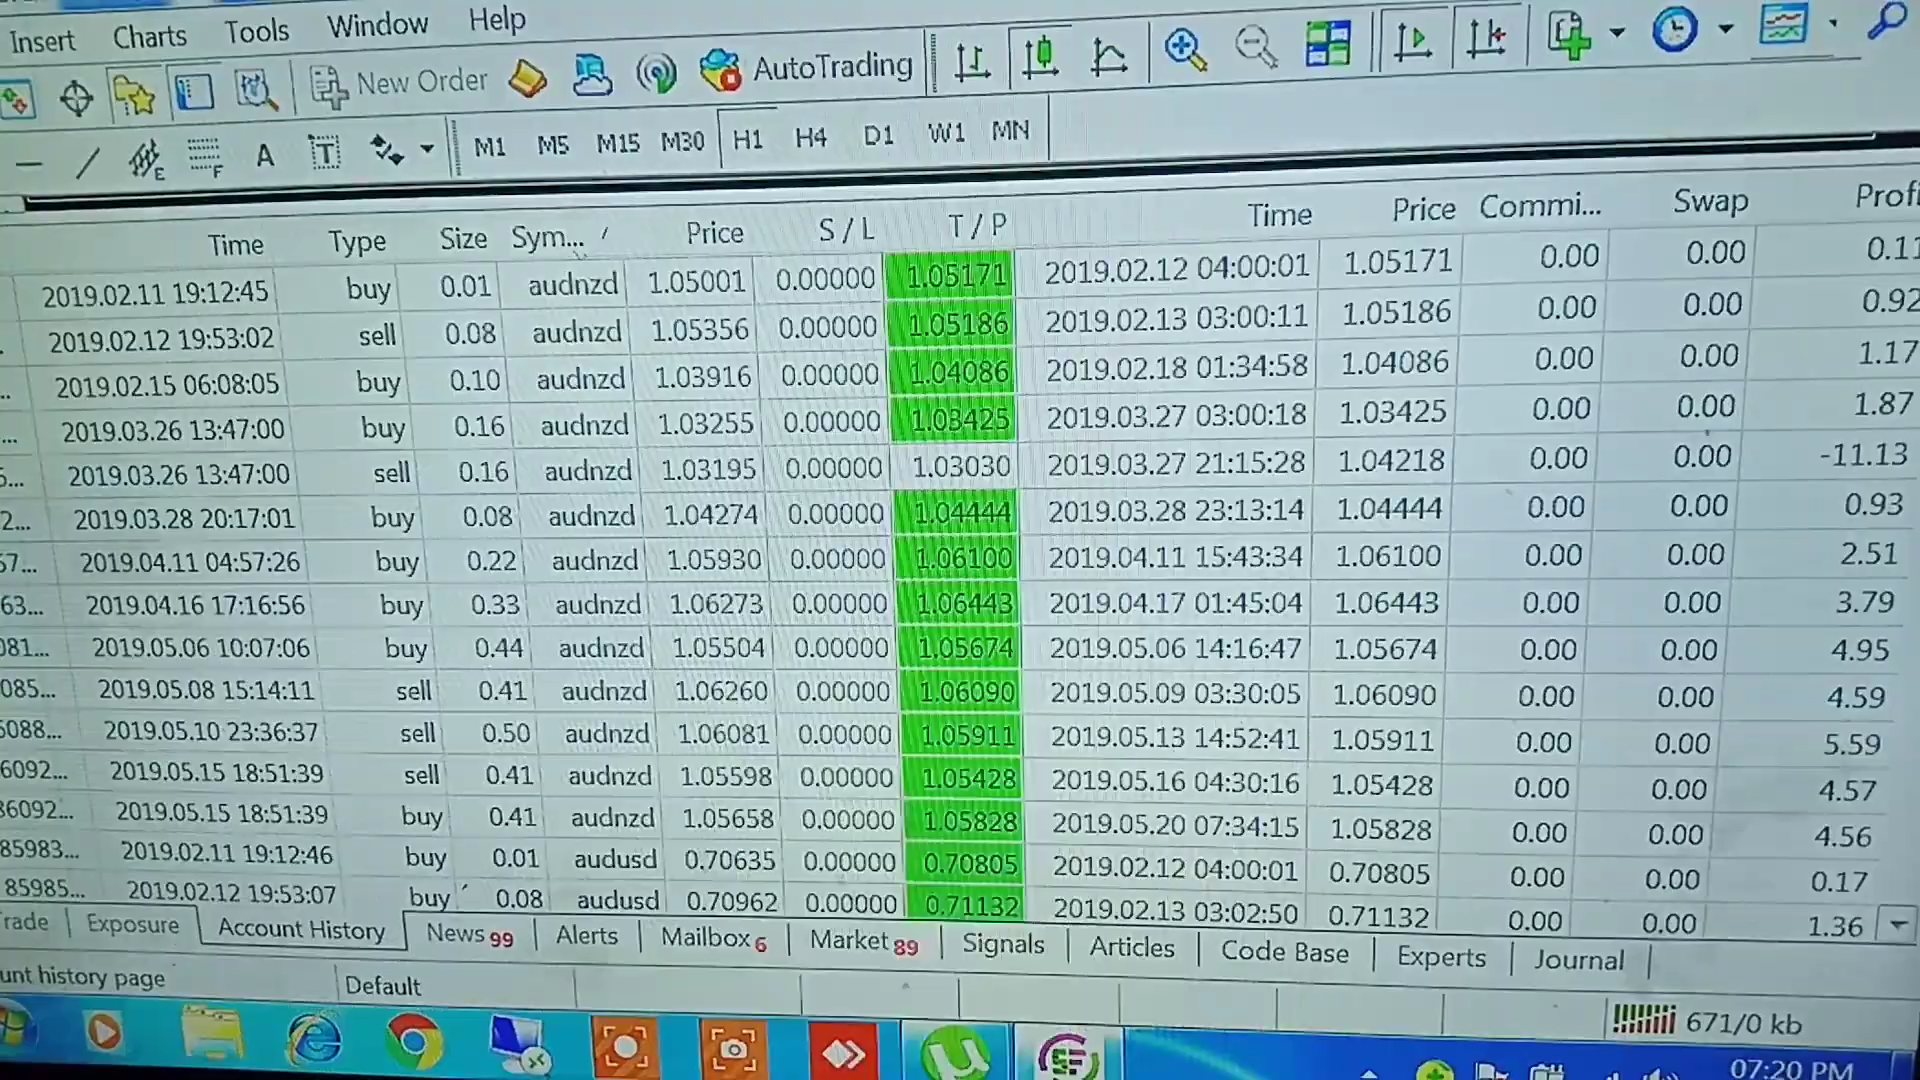 Insert Charts Tools Window Help
New Order AutoTrading
E F A T M1 M5 M15 M30 H1 H4 D1 W1 MN
Time Type Size Sym... Price S / L T / P Time Price Commi... Swap Profi
2019.02.11 19:12:45 buy 0.01 audnzd 1.05001 0.00000 1.05171 2019.02.12 04:00:01 1.05171 0.00 0.00 0.11
2019.02.12 19:53:02 sell 0.08 audnzd 1.05356 0.00000 1.05186 2019.02.13 03:00:11 1.05186 0.00 0.00 0.92
2019.02.15 06:08:05 buy 0.10 audnzd 1.03916 0.00000 1.04086 2019.02.18 01:34:58 1.04086 0.00 0.00 1.17
... 2019.03.26 13:47:00 buy 0.16 audnzd 1.03255 0.00000 1.03425 2019.03.27 03:00:18 1.03425 0.00 0.00 1.87
... 2019.03.26 13:47:00 sell 0.16 audnzd 1.03195 0.00000 1.03030 2019.03.27 21:15:28 1.04218 0.00 0.00 -11.13
2... 2019.03.28 20:17:01 buy 0.08 audnzd 1.04274 0.00000 1.04444 2019.03.28 23:13:14 1.04444 0.00 0.00 0.93
67... 2019.04.11 04:57:26 buy 0.22 audnzd 1.05930 0.00000 1.06100 2019.04.11 15:43:34 1.06100 0.00 0.00 2.51
63... 2019.04.16 17:16:56 buy 0.33 audnzd 1.06273 0.00000 1.06443 2019.04.17 01:45:04 1.06443 0.00 0.00 3.79
081... 2019.05.06 10:07:06 buy 0.44 audnzd 1.05504 0.00000 1.05674 2019.05.06 14:16:47 1.05674 0.00 0.00 4.95
085... 2019.05.08 15:14:11 sell 0.41 audnzd 1.06260 0.00000 1.06090 2019.05.09 03:30:05 1.06090 0.00 0.00 4.59
6088... 2019.05.10 23:36:37 sell 0.50 audnzd 1.06081 0.00000 1.05911 2019.05.13 14:52:41 1.05911 0.00 0.00 5.59
6092... 2019.05.15 18:51:39 sell 0.41 audnzd 1.05598 0.00000 1.05428 2019.05.16 04:30:16 1.05428 0.00 0.00 4.57
86092... 2019.05.15 18:51:39 buy 0.41 audnzd 1.05658 0.00000 1.05828 2019.05.20 07:34:15 1.05828 0.00 0.00 4.56
85983... 2019.02.11 19:12:46 buy 0.01 audusd 0.70635 0.00000 0.70805 2019.02.12 04:00:01 0.70805 0.00 0.00 0.17
85985... 2019.02.12 19:53:07 buy 0.08 audusd 0.70962 0.00000 0.71132 2019.02.13 03:02:50 0.71132 0.00 0.00 1.36
rade Exposure Account History News 99 Alerts Mailbox 6 Market 89 Signals Articles Code Base Experts Journal
unt history page Default 671/0 kb
07:20 PM